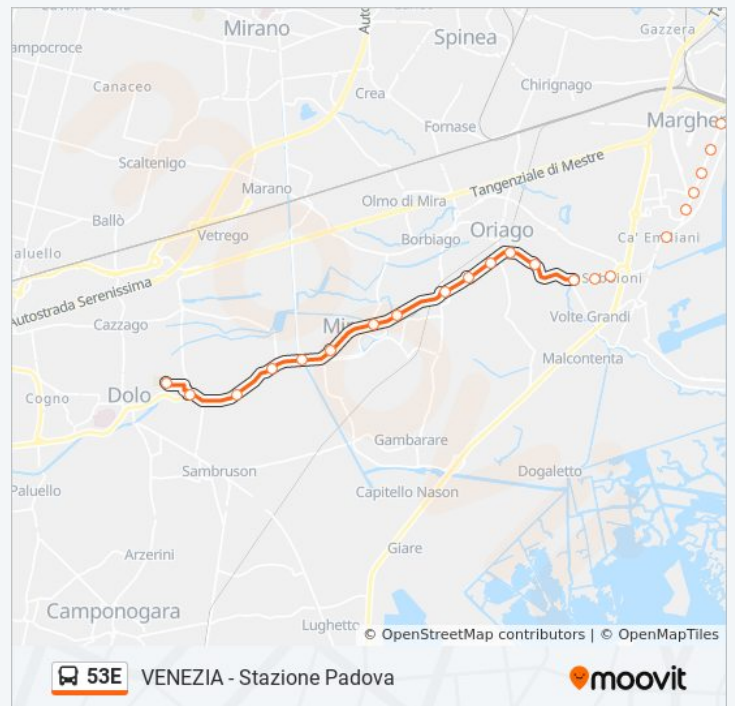 Mirano
Spinea
Gazzera
ampocroce
Canaceo
Crea
Chirignago
Fornase
Margher
Scaltenigo
Tangenziale di Mestre
Marano
Olmo di Mira
Ballò
Oriago
Vetrego
Borbiago
Ca' Emiliani
aluello
Autostrada Serenissima
Cazzago
Volte Grandi
Malcontenta
Dolo
Cogno
Gambarare
Sambruson
Dogaletto
Paluello
Capitello Nason
Arzerini
Giare
Camponogara
Lughetto
© OpenStreetMap contributors | © OpenMapTiles
53E VENEZIA - Stazione Padova
moovit